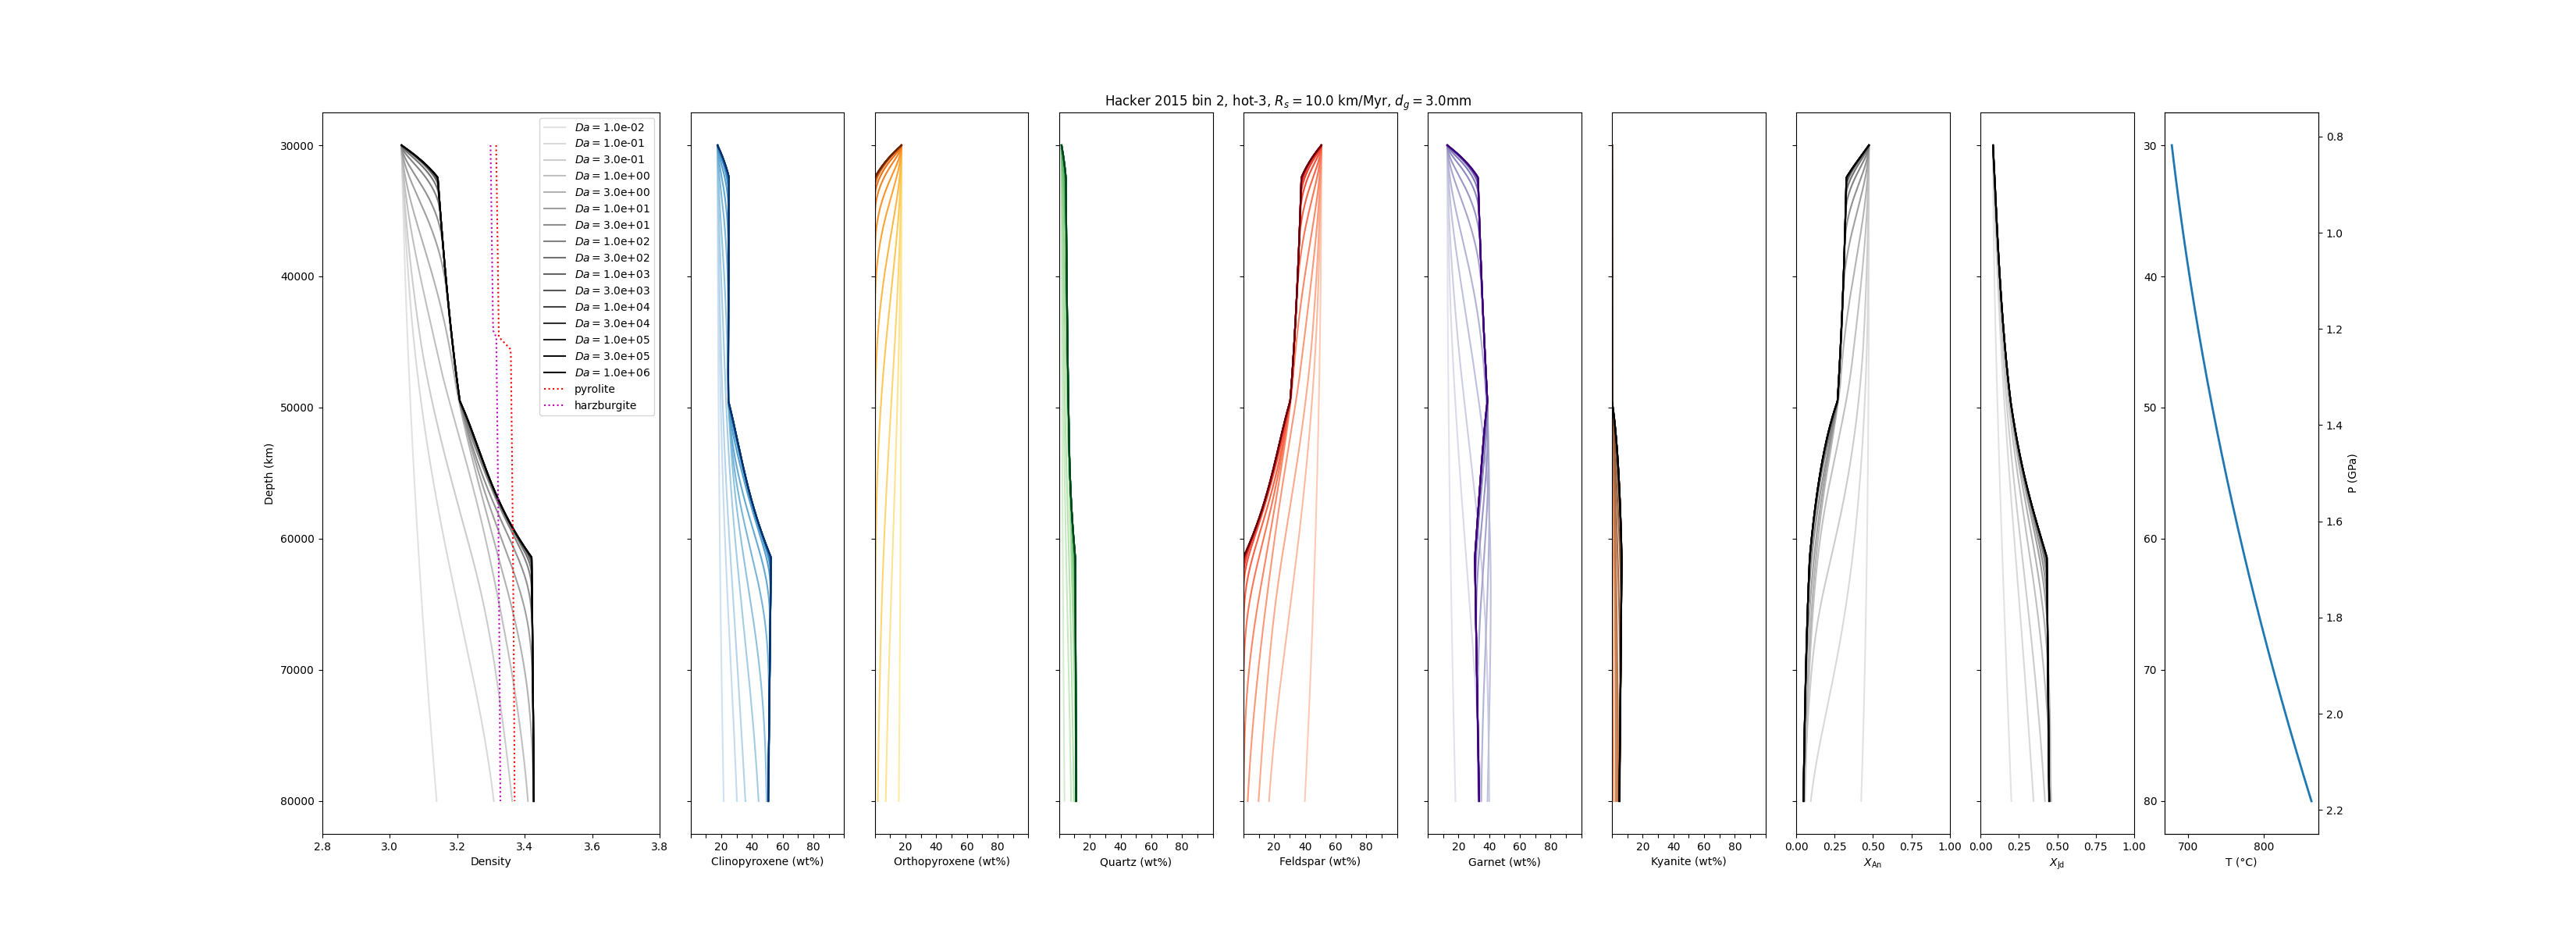 Hacker 2015 bin 2, hot-3, Rs = 10.0 km/Myr, dg = 3.0mm
Da = 1.0e-02
Da = 1.0e-01
Da = 3.0e-01
Da = 1.0e+00
Da = 3.0e+00
Da = 1.0e+01
Da = 3.0e+01
Da = 1.0e+02
Da = 3.0e+02
Da = 1.0e+03
Da = 3.0e+03
Da = 1.0e+04
Da = 3.0e+04
Da = 1.0e+05
Da = 3.0e+05
Da = 1.0e+06
pyrolite
harzburgite
Depth (km)
30000
40000
50000
60000
70000
80000
2.8 3.0 3.2 3.4 3.6 3.8
Density
20 40 60 80
Clinopyroxene (wt%)
20 40 60 80
Orthopyroxene (wt%)
20 40 60 80
Quartz (wt%)
20 40 60 80
Feldspar (wt%)
20 40 60 80
Garnet (wt%)
20 40 60 80
Kyanite (wt%)
0.00 0.25 0.50 0.75 1.00
XAn
0.00 0.25 0.50 0.75 1.00
XJd
30
40
50
60
70
80
700 800
T (°C)
0.8
1.0
1.2
1.4
1.6
1.8
2.0
2.2
P (GPa)